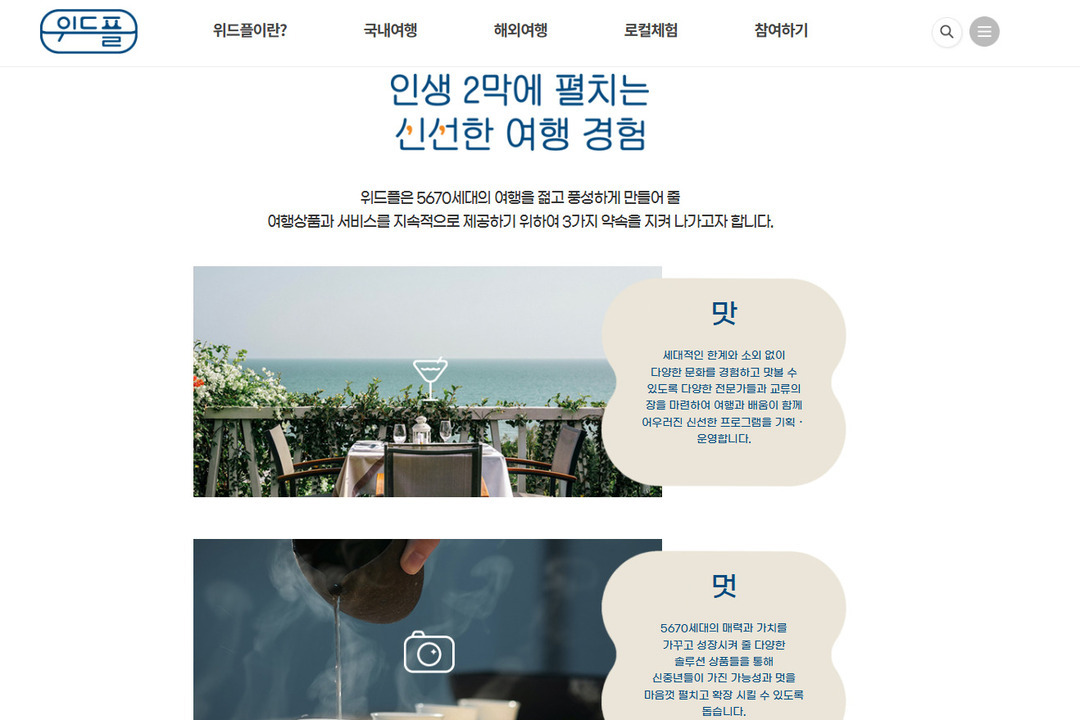 위드플
위드플이란?
국내여행
해외여행
로컬체험
참여하기
인생 2막에 펼치는
신선한 여행 경험
위드플은 5670세대의 여행을 젊고 풍성하게 만들어 줄
여행상품과 서비스를 지속적으로 제공하기 위하여 3가지 약속을 지켜 나가고자 합니다.
맛
세대적인 한계와 소외 없이
다양한 문화를 경험하고 맛볼 수
있도록 다양한 전문가들과 교류의
장을 마련하여 여행과 배움이 함께
어우러진 신선한 프로그램을 기획 ·
운영합니다.
멋
5670세대의 매력과 가치를
가꾸고 성장시켜 줄 다양한
솔루션 상품들을 통해
신중년들이 가진 가능성과 멋을
마음껏 펼치고 확장 시킬 수 있도록
돕습니다.